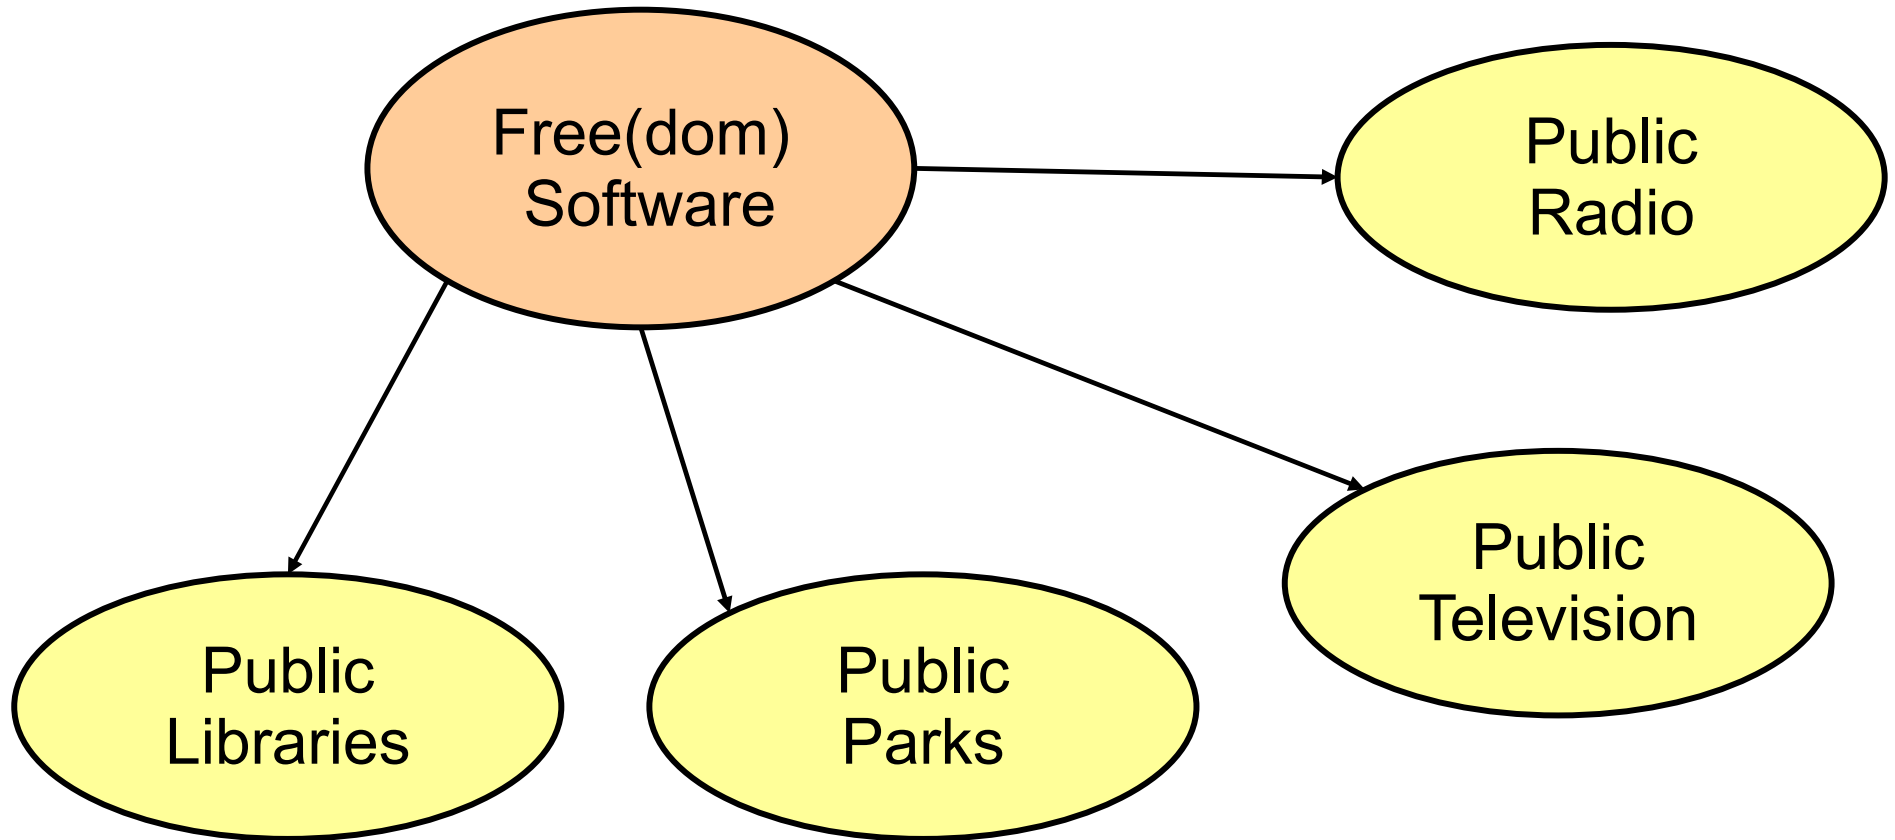 Free(dom)
Software
Public
Radio
Public
Television
Public
Libraries
Public
Parks